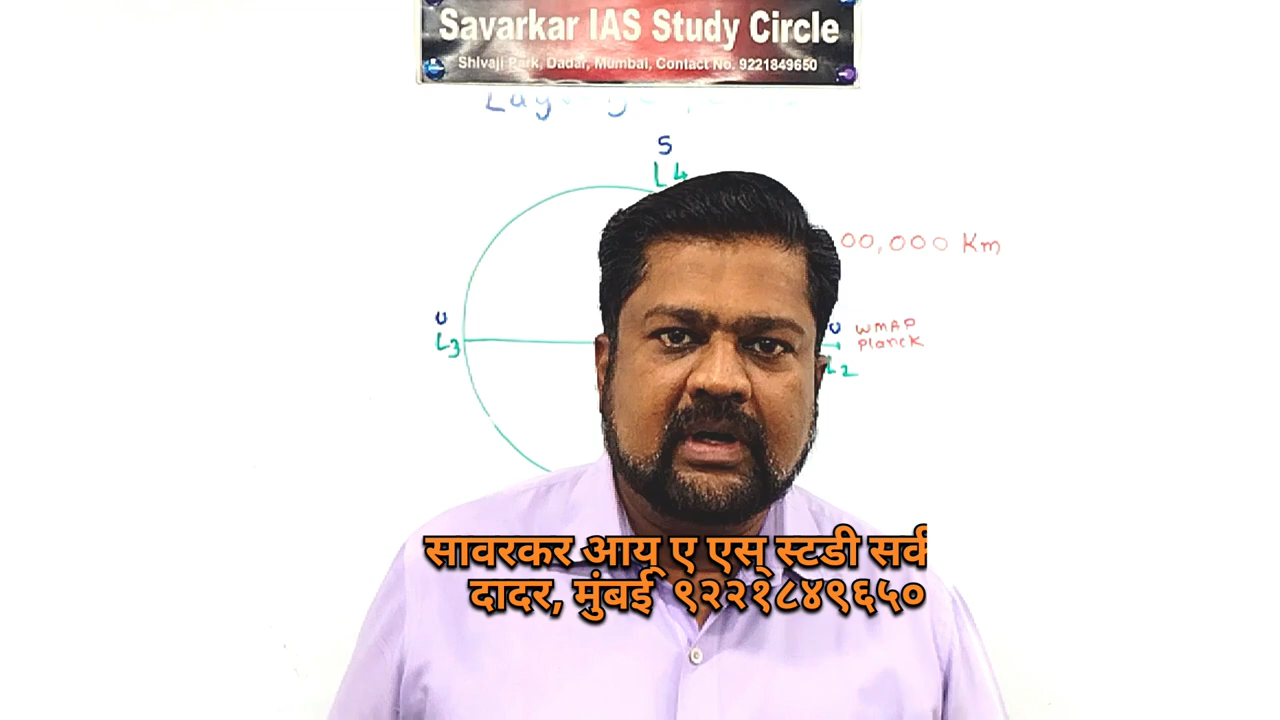 Savarkar IAS Study Circle
Shivaji Park, Dadar, Mumbai, Contact No. 9221849650
S
L4
00,000 Km
U
L3
U WMAP
Planck
L2
सावरकर आय् ए एस् स्टडी
दादर, मुंबई ९२२१८४९६५०